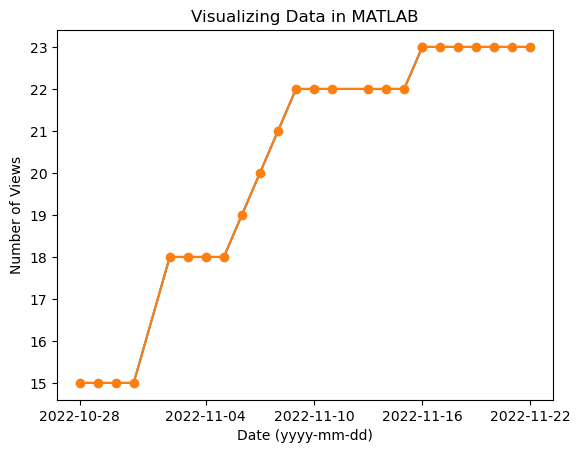 Visualizing Data in MATLAB
23
22
21
20
19
18
17
16
15
Number of Views
2022-10-28 2022-11-04 2022-11-10 2022-11-16 2022-11-22
Date (yyyy-mm-dd)